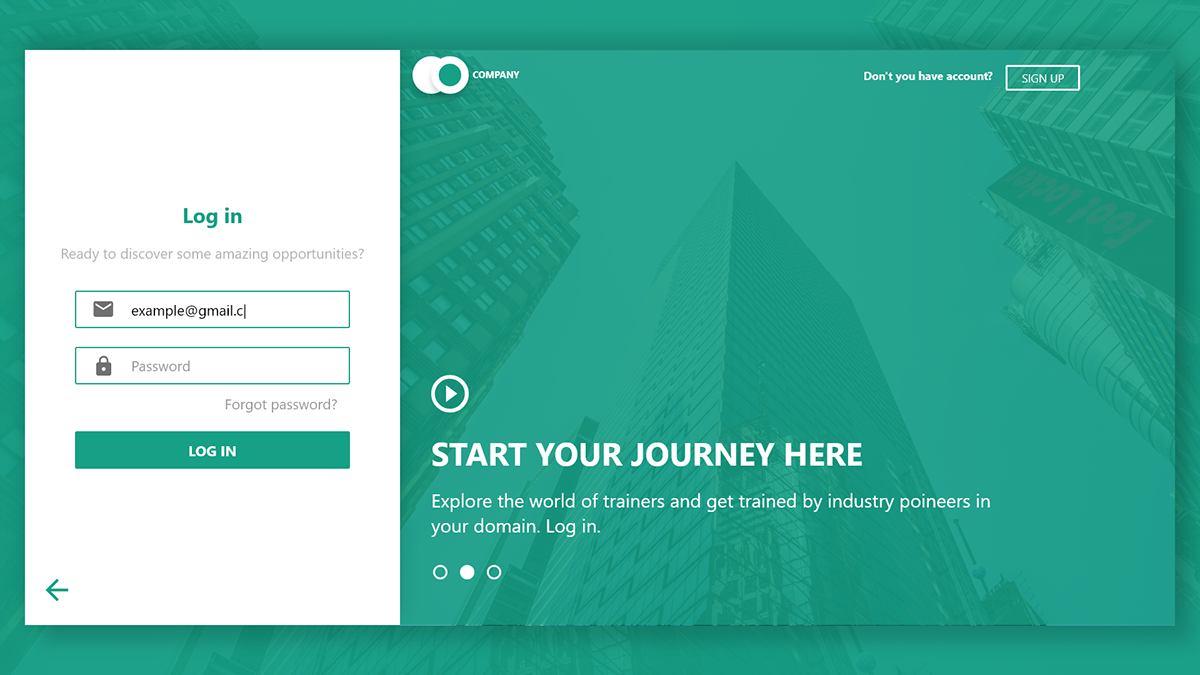 COMPANY
Don't you have account?
SIGN UP
Foot Locker
Log in
Ready to discover some amazing opportunities?
example@gmail.c
Password
Forgot password?
LOG IN
START YOUR JOURNEY HERE
Explore the world of trainers and get trained by industry poineers in
your domain. Log in.